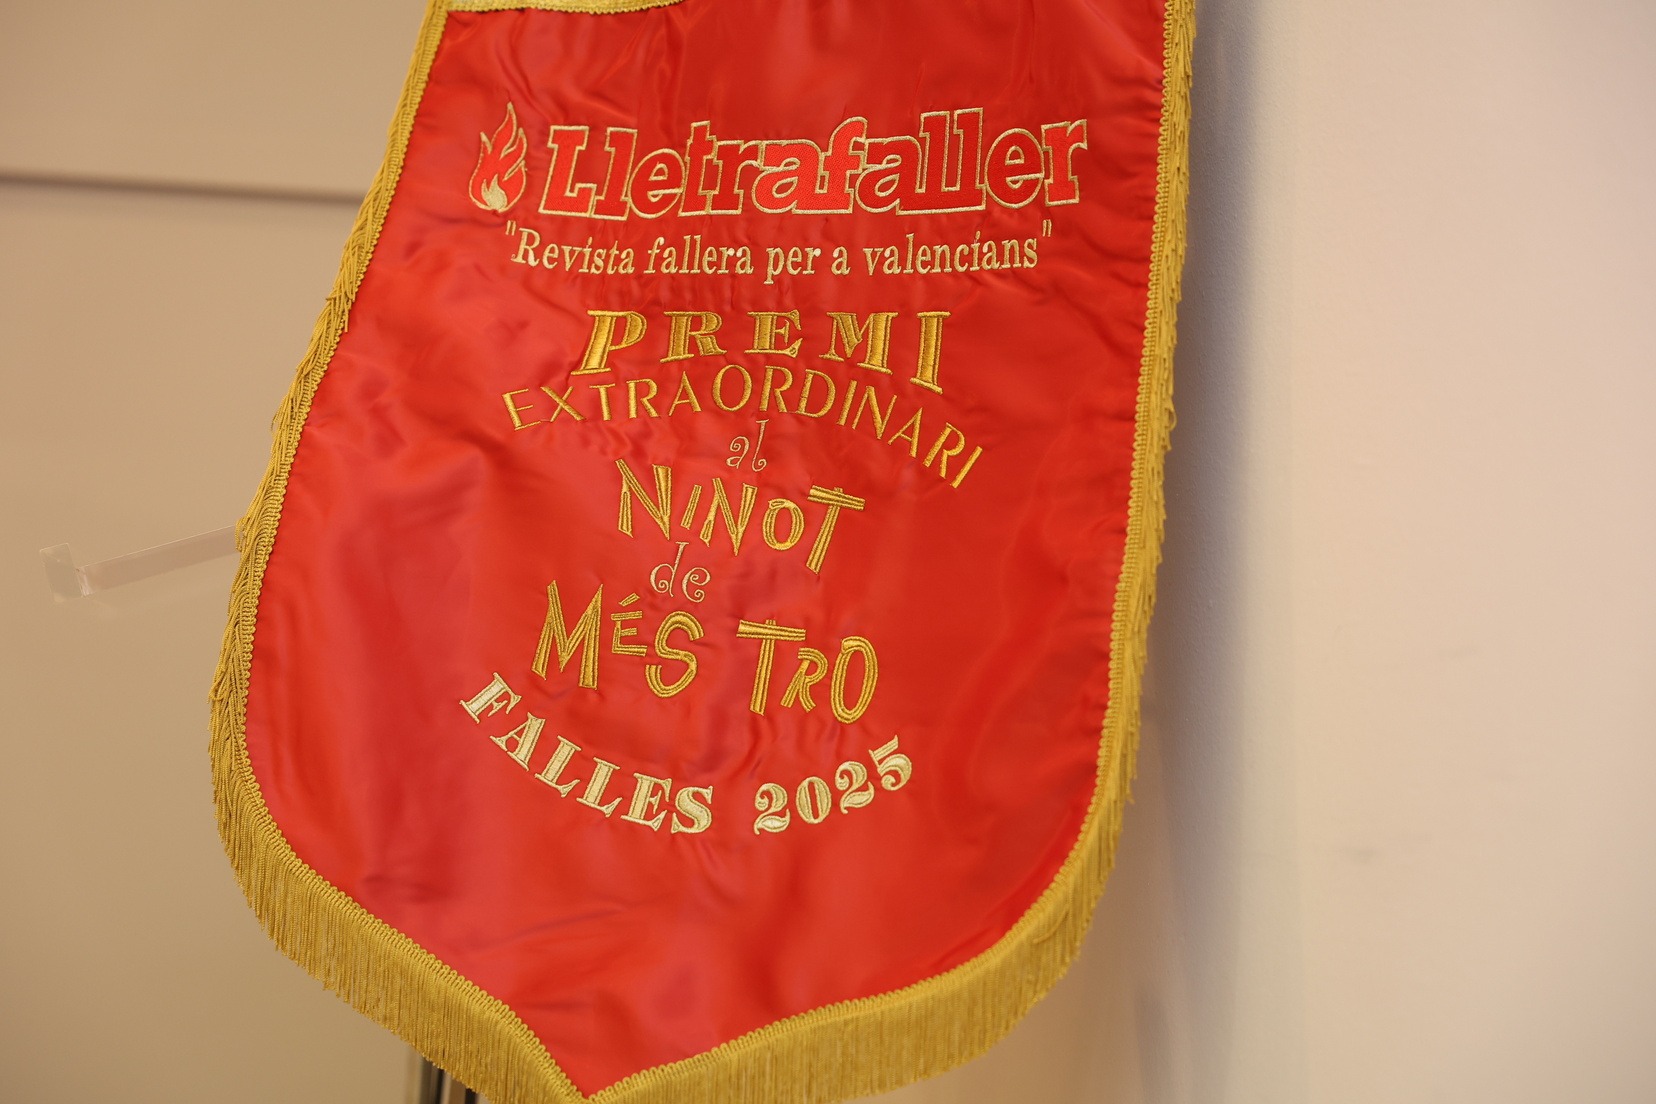 Lletrafaller
"Revista fallera per a valencians"
PREMI
EXTRAORDINARI
al
NINOT
de
MÉS TRO
FALLES 2025